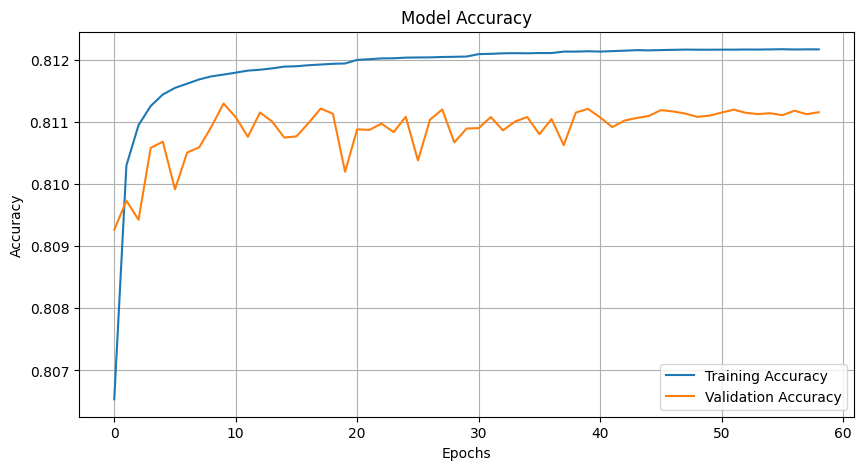 Model Accuracy
Accuracy
0.812
0.811
0.810
0.809
0.808
0.807
0
10
20
30
40
50
60
Epochs
Training Accuracy
Validation Accuracy